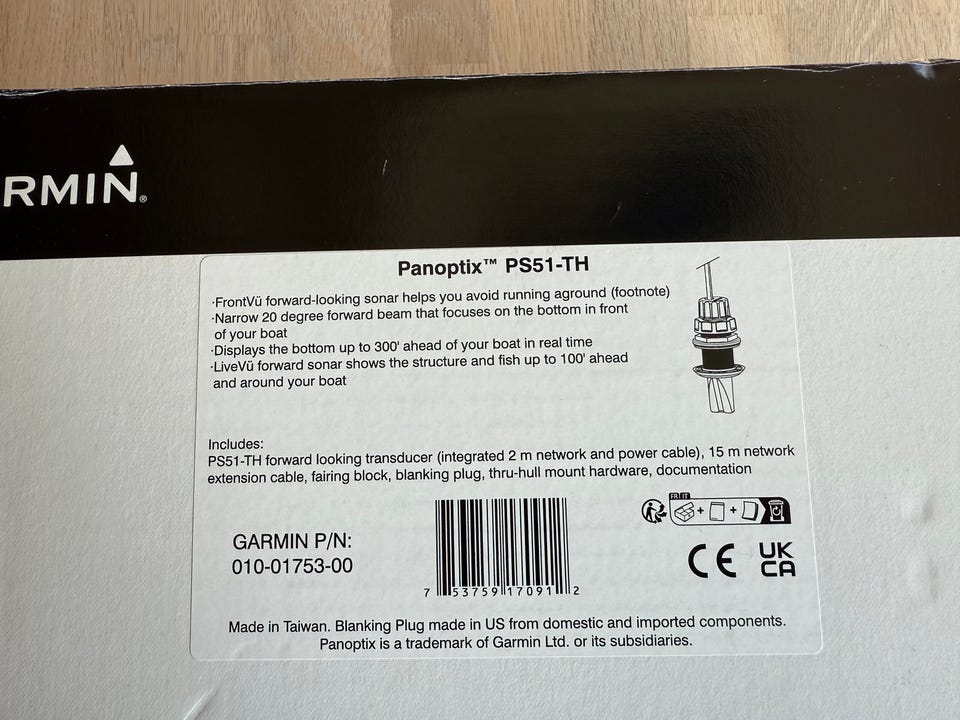 RMIN®
Panoptix™ PS51-TH
·FrontVü forward-looking sonar helps you avoid running aground (footnote)
·Narrow 20 degree forward beam that focuses on the bottom in front
of your boat
·Displays the bottom up to 300' ahead of your boat in real time
·LiveVü forward sonar shows the structure and fish up to 100' ahead
and around your boat
Includes:
PS51-TH forward looking transducer (integrated 2 m network and power cable), 15 m network
extension cable, fairing block, blanking plug, thru-hull mount hardware, documentation
FR IT
+ +
GARMIN P/N:
010-01753-00
7 53759 17091 2
CE UK
CA
Made in Taiwan. Blanking Plug made in US from domestic and imported components.
Panoptix is a trademark of Garmin Ltd. or its subsidiaries.